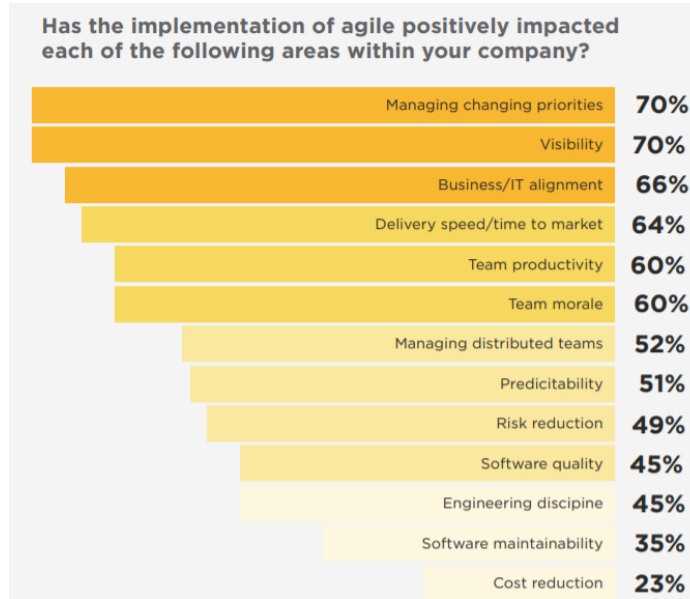 Has the implementation of agile positively impacted
each of the following areas within your company?
Managing changing priorities 70%
Visibility 70%
Business/IT alignment 66%
Delivery speed/time to market 64%
Team productivity 60%
Team morale 60%
Managing distributed teams 52%
Predicitability 51%
Risk reduction 49%
Software quality 45%
Engineering discipine 45%
Software maintainability 35%
Cost reduction 23%